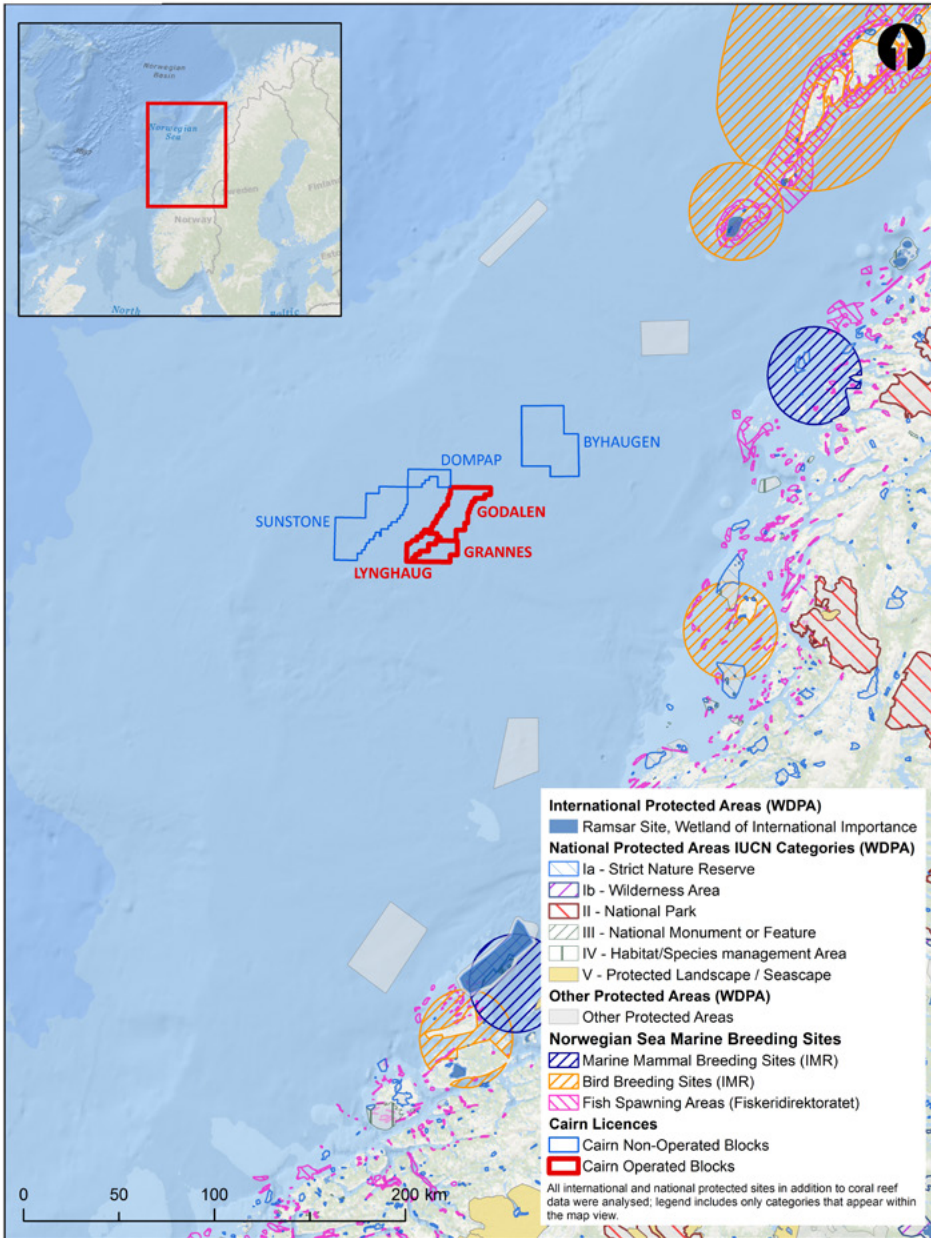 Norwegian
Basin
Norwegian
Sea
Sweden
Finland
Norway
North
BYHAUGEN
DOMPAP
SUNSTONE
GODALEN
GRANNES
LYNGHAUG
International Protected Areas (WDPA)
Ramsar Site, Wetland of International Importance
National Protected Areas IUCN Categories (WDPA)
Ia - Strict Nature Reserve
Ib - Wilderness Area
II - National Park
III - National Monument or Feature
IV - Habitat/Species management Area
V - Protected Landscape / Seascape
Other Protected Areas (WDPA)
Other Protected Areas
Norwegian Sea Marine Breeding Sites
Marine Mammal Breeding Sites (IMR)
Bird Breeding Sites (IMR)
Fish Spawning Areas (Fiskeridirektoratet)
Cairn Licences
Cairn Non-Operated Blocks
Cairn Operated Blocks
All international and national protected sites in addition to coral reef
data were analysed; legend includes only categories that appear within
the map view.
0 50 100 200 km